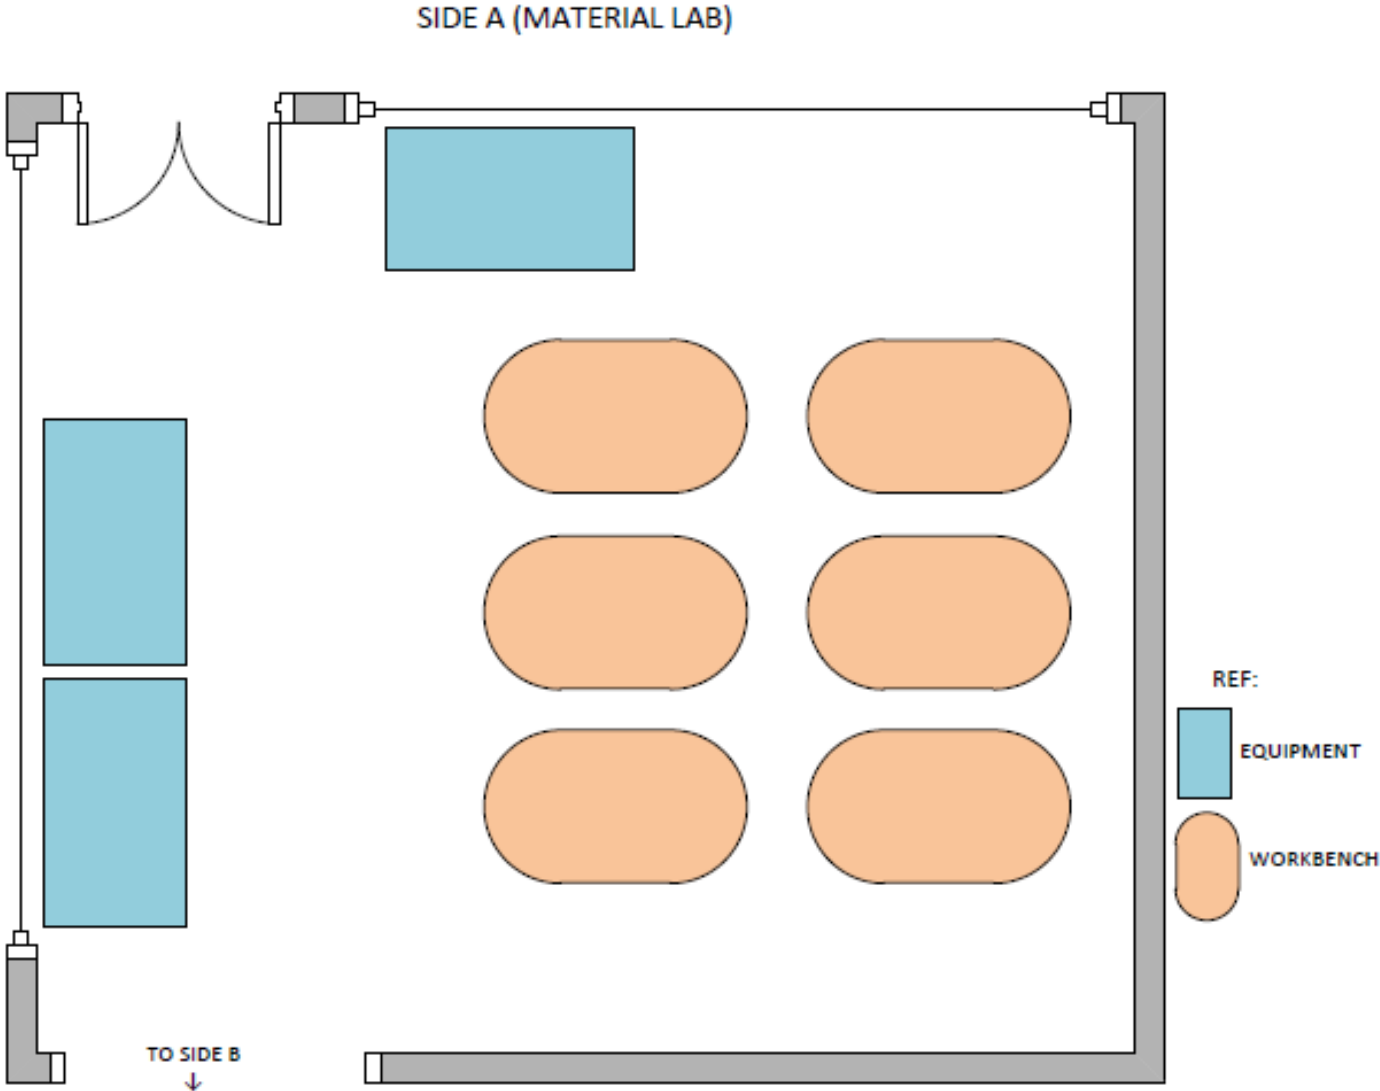 SIDE A (MATERIAL LAB)
REF:
EQUIPMENT
WORKBENCH
TO SIDE B
↓